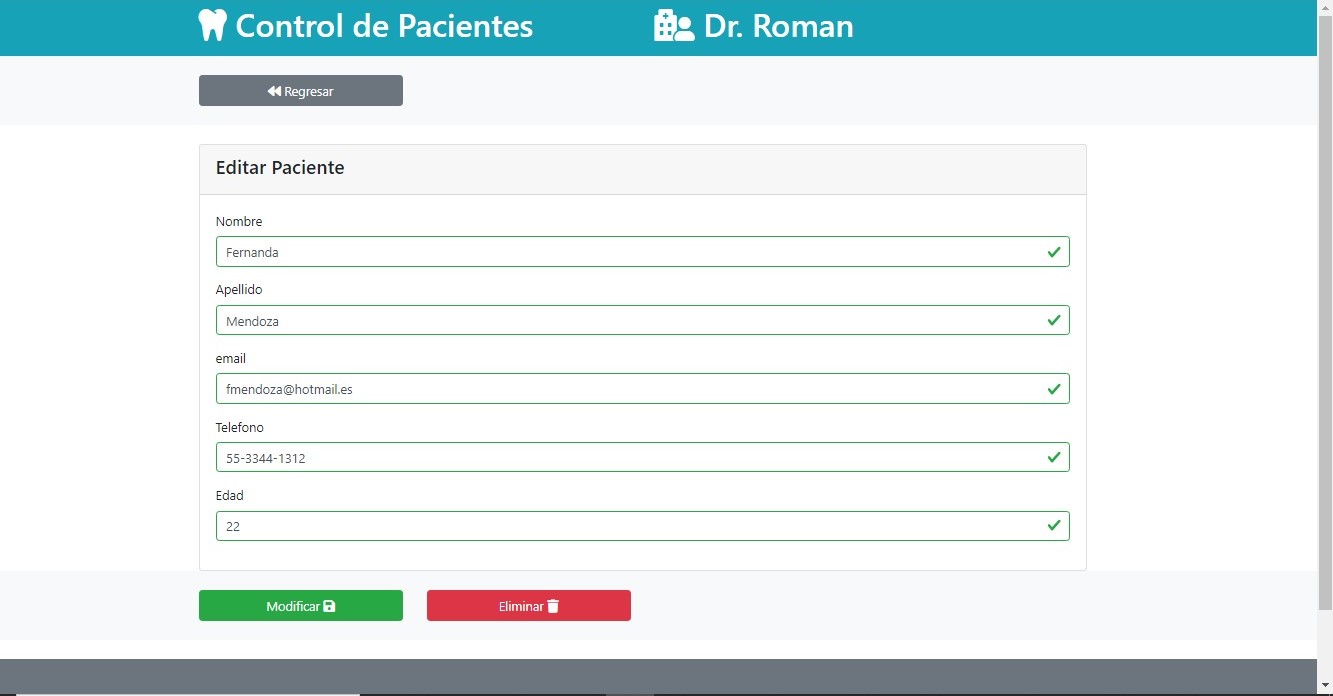 Control de Pacientes
Dr. Roman
Regresar
Editar Paciente
Nombre
Fernanda
Apellido
Mendoza
email
fmendoza@hotmail.es
Telefono
55-3344-1312
Edad
22
Modificar
Eliminar